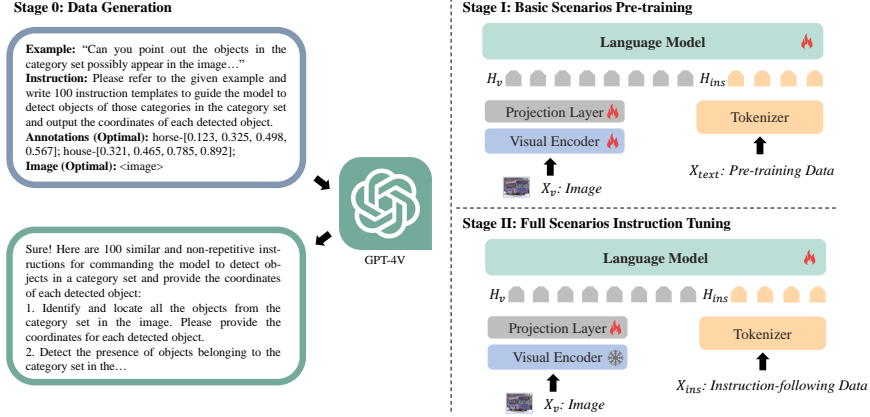 Stage 0: Data Generation
Example: “Can you point out the objects in the
category set possibly appear in the image…”
Instruction: Please refer to the given example and
write 100 instruction templates to guide the model to
detect objects of those categories in the category set
and output the coordinates of each detected object.
Annotations (Optimal): horse-[0.123, 0.325, 0.498,
0.567]; house-[0.321, 0.465, 0.785, 0.892];
Image (Optimal): <image>
GPT-4V
Sure! Here are 100 similar and non-repetitive ins-
tructions for commanding the model to detect ob-
jects in a category set and provide the coordinates
of each detected object:
1. Identify and locate all the objects from the
category set in the image. Please provide the
coordinates for each detected object.
2. Detect the presence of objects belonging to the
category set in the…
Stage I: Basic Scenarios Pre-training
Language Model
H_v H_ins
Projection Layer
Visual Encoder
Tokenizer
X_v: Image
X_text: Pre-training Data
Stage II: Full Scenarios Instruction Tuning
Language Model
H_v H_ins
Projection Layer
Visual Encoder
Tokenizer
X_v: Image
X_ins: Instruction-following Data